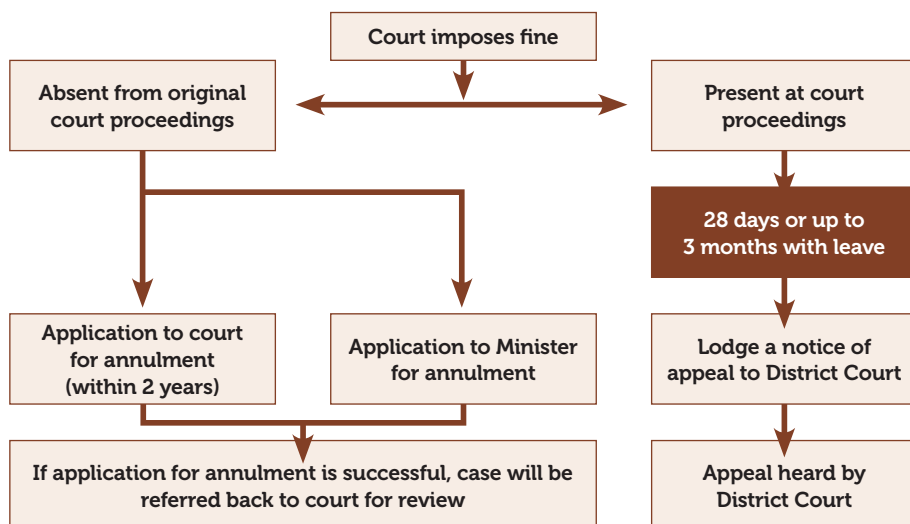 Court imposes fine
Absent from original
court proceedings
Present at court
proceedings
28 days or up to
3 months with leave
Application to court
for annulment
(within 2 years)
Application to Minister
for annulment
Lodge a notice of
appeal to District Court
If application for annulment is successful, case will be
referred back to court for review
Appeal heard by
District Court